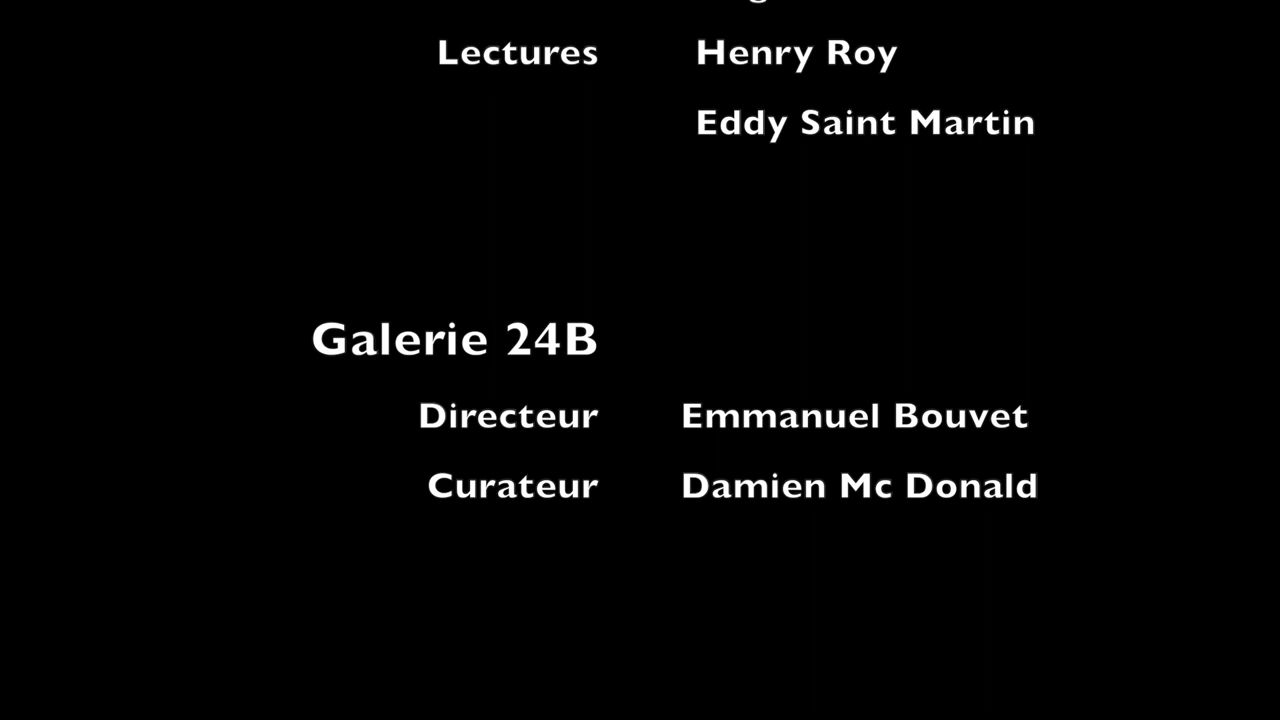 Lectures Henry Roy
Eddy Saint Martin
Galerie 24B
Directeur Emmanuel Bouvet
Curateur Damien Mc Donald